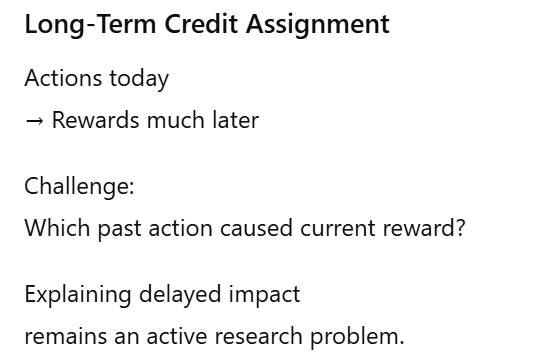 Long-Term Credit Assignment
Actions today
→ Rewards much later
Challenge:
Which past action caused current reward?
Explaining delayed impact
remains an active research problem.